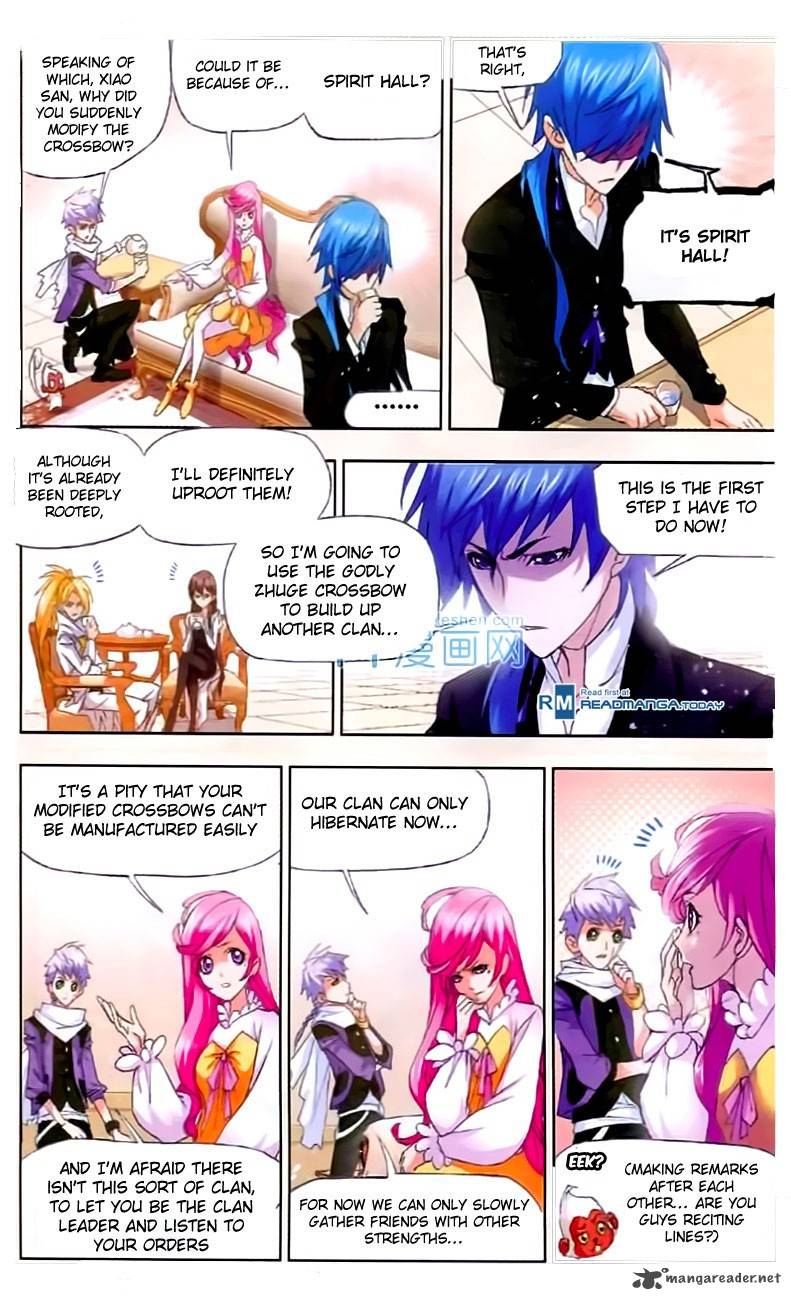 SPEAKING OF
WHICH, XIAO
SAN, WHY DID
YOU SUDDENLY
MODIFY THE
CROSSBOW?
COULD IT BE
BECAUSE OF...
SPIRIT HALL?
......
THAT'S
RIGHT,
IT'S SPIRIT
HALL!
ALTHOUGH
IT'S ALREADY
BEEN DEEPLY
ROOTED,
I'LL DEFINITELY
UPROOT THEM!
SO I'M GOING TO
USE THE GODLY
ZHUGE CROSSBOW
TO BUILD UP
ANOTHER CLAN...
THIS IS THE FIRST
STEP I HAVE TO
DO NOW!
eshen.com
漫画网
RM
Read first at
READMANGA.TODAY
IT'S A PITY THAT YOUR
MODIFIED CROSSBOWS CAN'T
BE MANUFACTURED EASILY
AND I'M AFRAID THERE
ISN'T THIS SORT OF CLAN,
TO LET YOU BE THE CLAN
LEADER AND LISTEN TO
YOUR ORDERS
OUR CLAN CAN ONLY
HIBERNATE NOW...
FOR NOW WE CAN ONLY SLOWLY
GATHER FRIENDS WITH OTHER
STRENGTHS...
EEK?
(MAKING REMARKS
AFTER EACH
OTHER... ARE YOU
GUYS RECITING
LINES?)
mangareader.net